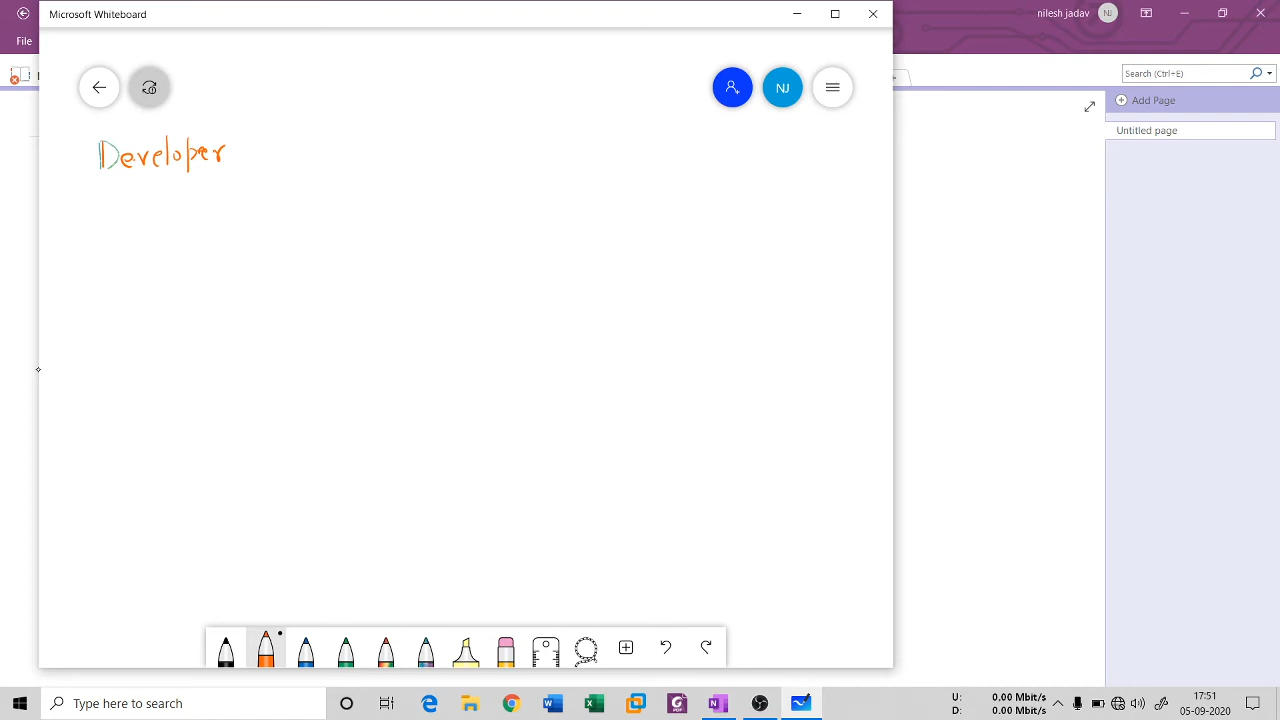 Microsoft Whiteboard
nilesh jadav
NJ
File
Search (Ctrl+E)
NJ
Add Page
Untitled page
Developer
Type here to search
U: 0.00 Mbit/s
D: 0.00 Mbit/s
17:51
05-09-2020